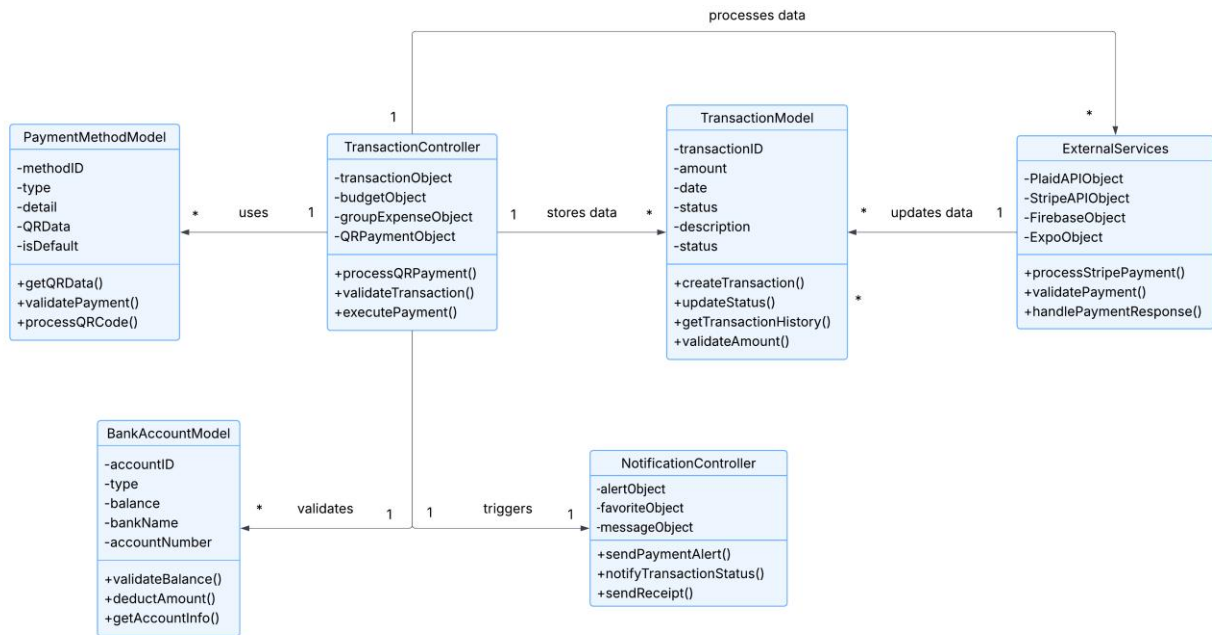 processes data
1
*
PaymentMethodModel
-methodID
-type
-detail
-QRData
-isDefault
+getQRData()
+validatePayment()
+processQRCode()
* uses 1
TransactionController
-transactionObject
-budgetObject
-groupExpenseObject
-QRPaymentObject
+processQRPayment()
+validateTransaction()
+executePayment()
1 stores data *
TransactionModel
-transactionID
-amount
-date
-status
-description
-status
+createTransaction()
+updateStatus()
+getTransactionHistory()
+validateAmount()
* updates data 1
*
ExternalServices
-PlaidAPIObject
-StripeAPIObject
-FirebaseObject
-ExpoObject
+processStripePayment()
+validatePayment()
+handlePaymentResponse()
BankAccountModel
-accountID
-type
-balance
-bankName
-accountNumber
+validateBalance()
+deductAmount()
+getAccountInfo()
* validates 1
1 triggers 1
NotificationController
-alertObject
-favoriteObject
-messageObject
+sendPaymentAlert()
+notifyTransactionStatus()
+sendReceipt()